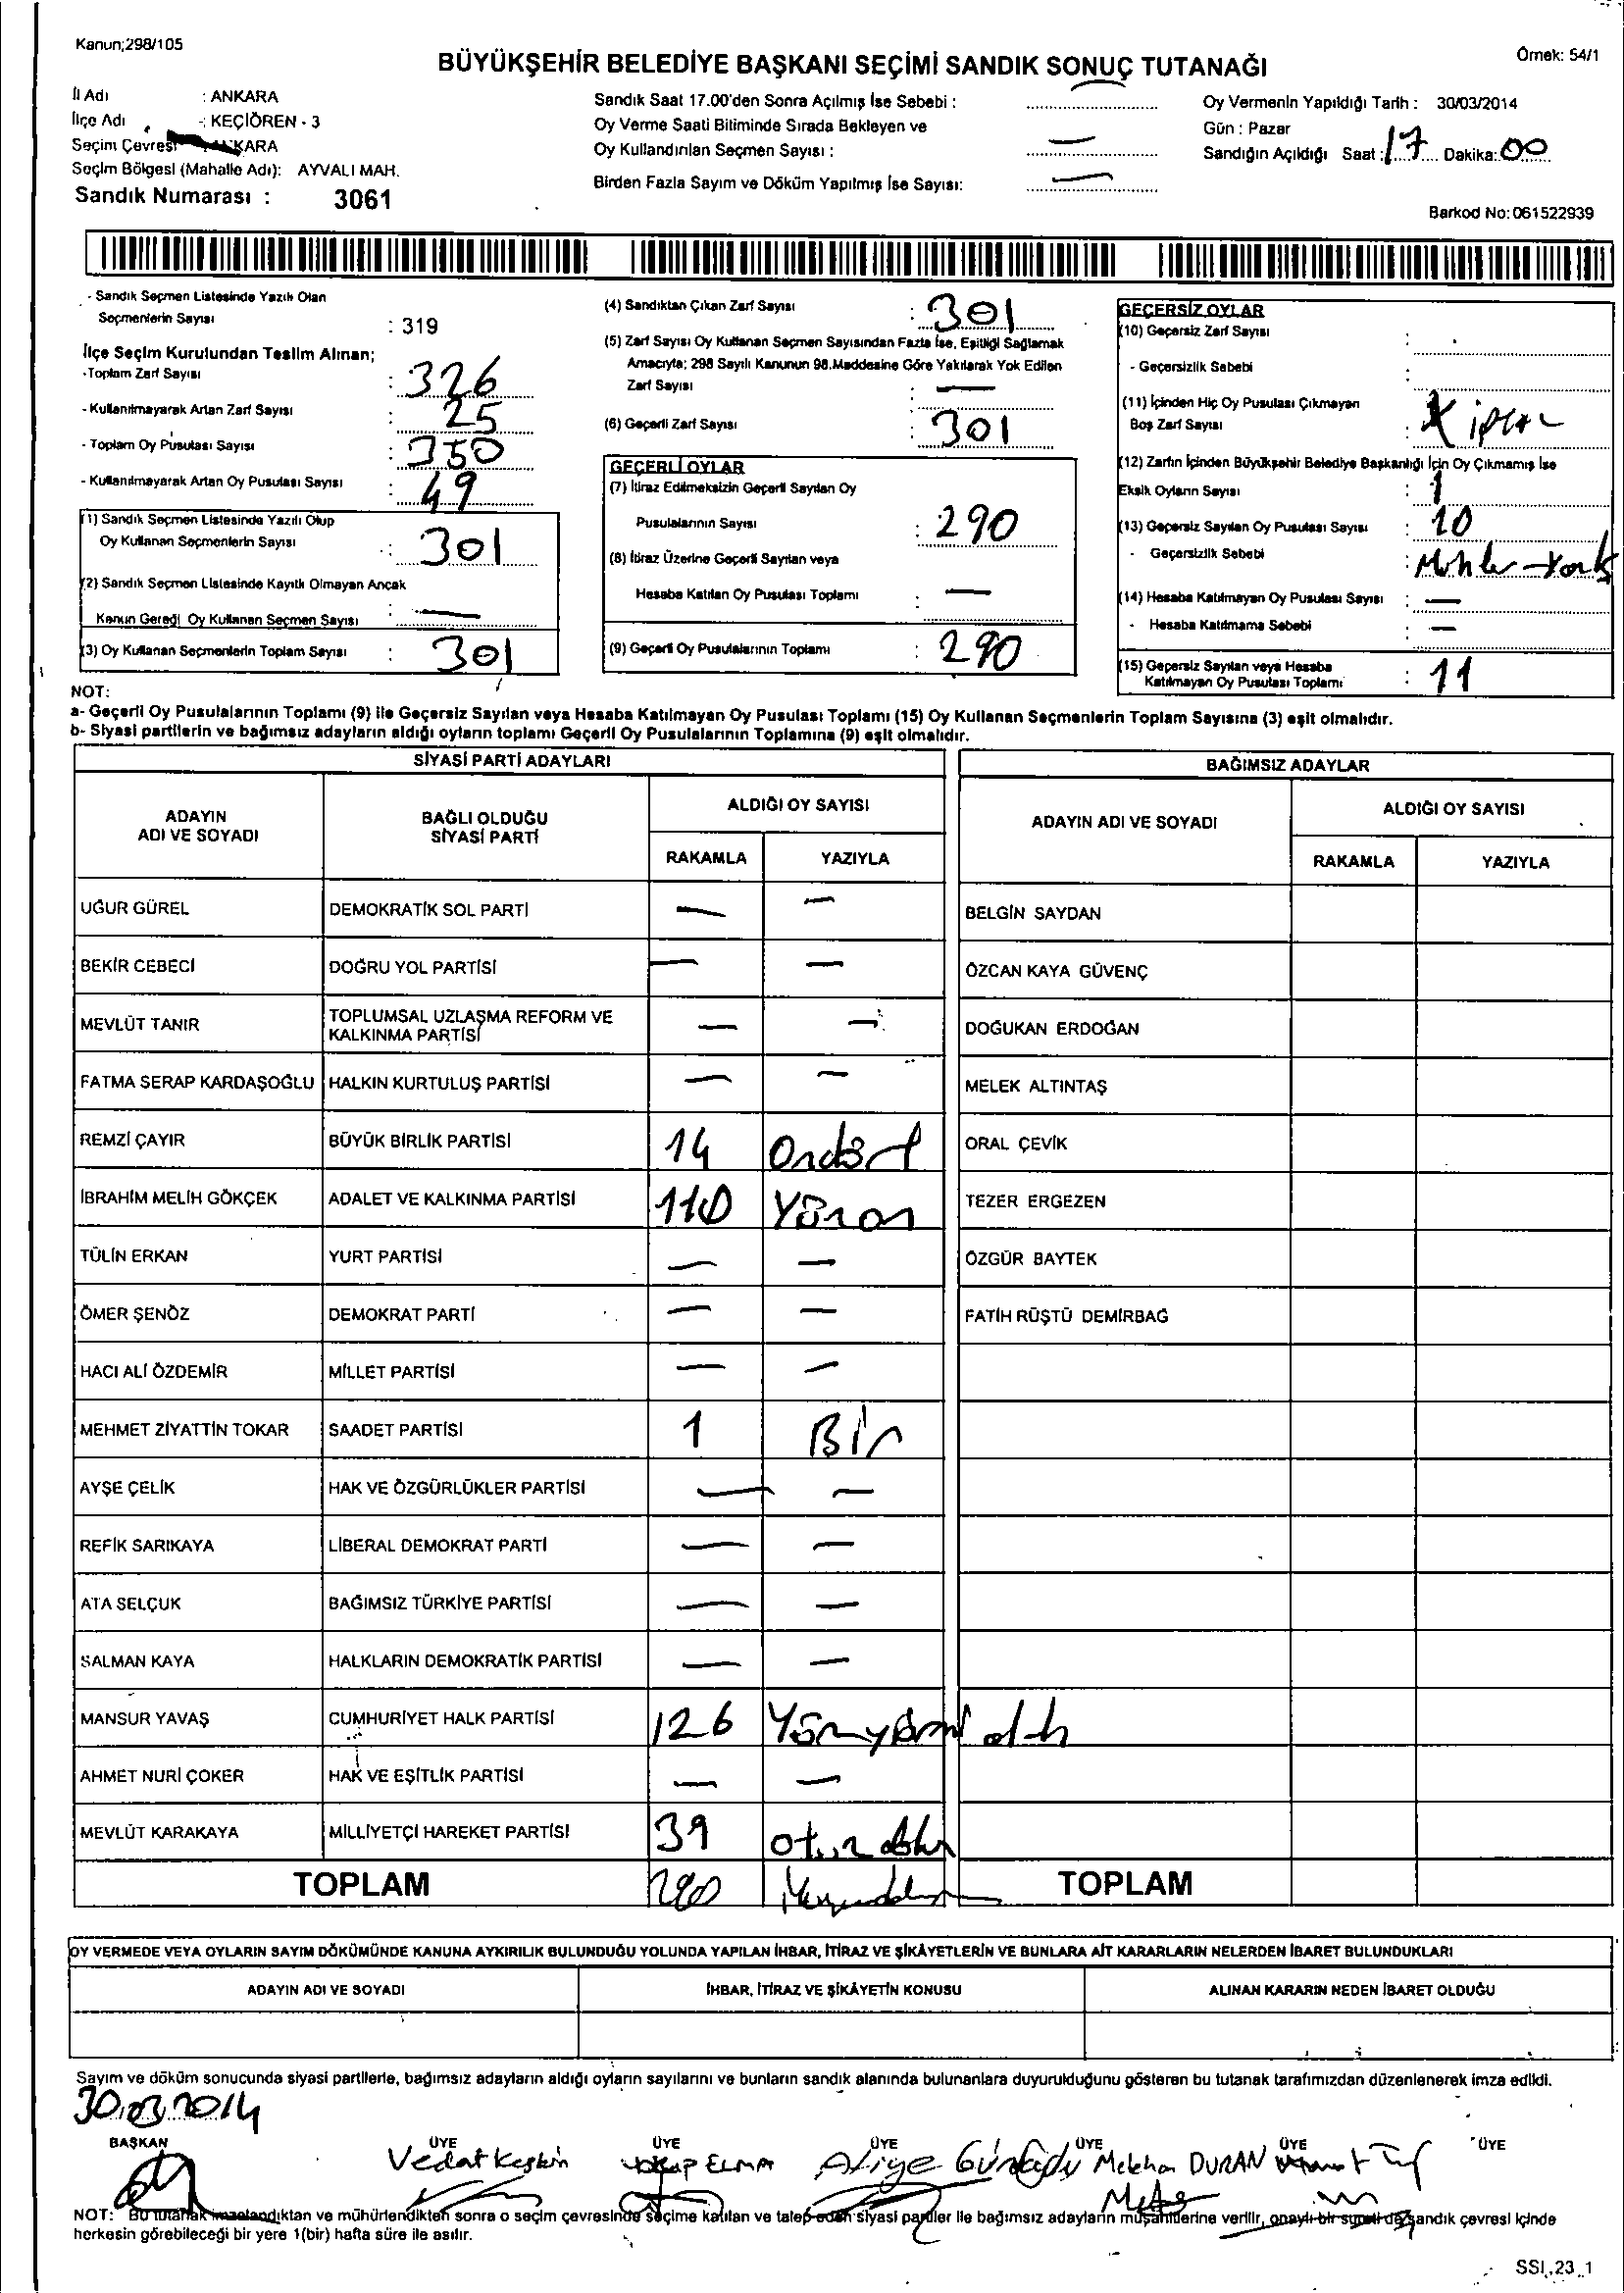 Kanun;298/105
Örnek: 54/1
BÜYÜKŞEHİR BELEDİYE BAŞKANI SEÇİMİ SANDIK SONUÇ TUTANAĞI
İl Adı : ANKARA
İlçe Adı : KEÇİÖREN - 3
Seçim Çevresi
Seçim Bölgesi (Mahalle Adı): AYVALI MAH.
Sandık Numarası : 3061
Sandık Saat 17.00'den Sonra Açılmış İse Sebebi :
Oy Verme Saati Bitiminde Sırada Bekleyen ve
Oy Kullandırılan Seçmen Sayısı : —
Birden Fazla Sayım ve Döküm Yapılmış İse Sayısı: —
Oy Vermenin Yapıldığı Tarih : 30/03/2014
Gün : Pazar
Sandığın Açıldığı Saat : 17 Dakika: 00
Barkod No: 061522939
- Sandık Seçmen Listesinde Yazılı Olan
Seçmenlerin Sayısı : 319
İlçe Seçim Kurulundan Teslim Alınan;
-Toplam Zarf Sayısı : 326
- Kullanılmayarak Artan Zarf Sayısı : 25
- Toplam Oy Pusulası Sayısı : 350
- Kullanılmayarak Artan Oy Pusulası Sayısı : 49
(1) Sandık Seçmen Listesinde Yazılı Olup
Oy Kullanan Seçmenlerin Sayısı : 301
(2) Sandık Seçmen Listesinde Kayıtlı Olmayan Ancak
Kanun Gereği Oy Kullanan Seçmen Sayısı : —
(3) Oy Kullanan Seçmenlerin Toplam Sayısı : 301
(4) Sandıktan Çıkan Zarf Sayısı : 301
(5) Zarf Sayısı Oy Kullanan Seçmen Sayısından Fazla İse, Eşitliği Sağlamak
Amacıyla; 298 Sayılı Kanunun 98.Maddesine Göre Yakılarak Yok Edilen
Zarf Sayısı : —
(6) Geçerli Zarf Sayısı : 301
GEÇERLİ OYLAR
(7) İtiraz Edilmeksizin Geçerli Sayılan Oy
Pusulalarının Sayısı : 290
(8) İtiraz Üzerine Geçerli Sayılan veya
Hesaba Katılan Oy Pusulası Toplamı : —
(9) Geçerli Oy Pusulalarının Toplamı : 290
GEÇERSİZ OYLAR
(10) Geçersiz Zarf Sayısı :
- Geçersizlik Sebebi :
(11) İçinden Hiç Oy Pusulası Çıkmayan
Boş Zarf Sayısı : iptal
(12) Zarfın İçinden Büyükşehir Belediye Başkanlığı İçin Oy Çıkmamış İse
Eksik Oyların Sayısı : 1
(13) Geçersiz Sayılan Oy Pusulası Sayısı : 10
- Geçersizlik Sebebi :
(14) Hesaba Katılmayan Oy Pusulası Sayısı : —
- Hesaba Katılmama Sebebi : —
(15) Geçersiz Sayılan veya Hesaba
Katılmayan Oy Pusulası Toplamı : 11
NOT:
a- Geçerli Oy Pusulalarının Toplamı (9) ile Geçersiz Sayılan veya Hesaba Katılmayan Oy Pusulası Toplamı (15) Oy Kullanan Seçmenlerin Toplam Sayısına (3) eşit olmalıdır.
b- Siyasi partilerin ve bağımsız adayların aldığı oyların toplamı Geçerli Oy Pusulalarının Toplamına (9) eşit olmalıdır.
SİYASİ PARTİ ADAYLARI
ADAYIN ADI VE SOYADI
BAĞLI OLDUĞU SİYASİ PARTİ
ALDIĞI OY SAYISI
RAKAMLA YAZIYLA
UĞUR GÜREL DEMOKRATİK SOL PARTİ — —
BEKİR CEBECİ DOĞRU YOL PARTİSİ — —
MEVLÜT TANIR TOPLUMSAL UZLAŞMA REFORM VE KALKINMA PARTİSİ — —
FATMA SERAP KARDAŞOĞLU HALKIN KURTULUŞ PARTİSİ — —
REMZİ ÇAYIR BÜYÜK BİRLİK PARTİSİ 14 Ondört
İBRAHİM MELİH GÖKÇEK ADALET VE KALKINMA PARTİSİ 110 Yüzon
TÜLİN ERKAN YURT PARTİSİ — —
ÖMER ŞENÖZ DEMOKRAT PARTİ — —
HACI ALİ ÖZDEMİR MİLLET PARTİSİ — —
MEHMET ZİYATTİN TOKAR SAADET PARTİSİ 1 Bir
AYŞE ÇELİK HAK VE ÖZGÜRLÜKLER PARTİSİ — —
REFİK SARIKAYA LİBERAL DEMOKRAT PARTİ — —
ATA SELÇUK BAĞIMSIZ TÜRKİYE PARTİSİ — —
SALMAN KAYA HALKLARIN DEMOKRATİK PARTİSİ — —
MANSUR YAVAŞ CUMHURİYET HALK PARTİSİ 126 Yüzyirmi altı
AHMET NURİ ÇOKER HAK VE EŞİTLİK PARTİSİ — —
MEVLÜT KARAKAYA MİLLİYETÇİ HAREKET PARTİSİ 39 otuz dokuz
TOPLAM 290
BAĞIMSIZ ADAYLAR
ADAYIN ADI VE SOYADI
ALDIĞI OY SAYISI
RAKAMLA YAZIYLA
BELGİN SAYDAN
ÖZCAN KAYA GÜVENÇ
DOĞUKAN ERDOĞAN
MELEK ALTINTAŞ
ORAL ÇEVİK
TEZER ERGEZEN
ÖZGÜR BAYTEK
FATİH RÜŞTÜ DEMİRBAĞ
TOPLAM
OY VERMEDE VEYA OYLARIN SAYIM DÖKÜMÜNDE KANUNA AYKIRILIK BULUNDUĞU YOLUNDA YAPILAN İHBAR, İTİRAZ VE ŞİKÂYETLERİN VE BUNLARA AİT KARARLARIN NELERDEN İBARET BULUNDUKLARI
ADAYIN ADI VE SOYADI İHBAR, İTİRAZ VE ŞİKÂYETİN KONUSU ALINAN KARARIN NEDEN İBARET OLDUĞU
Sayım ve döküm sonucunda siyasi partilerle, bağımsız adayların aldığı oyların sayılarını ve bunların sandık alanında bulunanlara duyurulduğunu gösteren bu tutanak tarafımızdan düzenlenerek imza edildi.
30.03.2014
BAŞKAN ÜYE ÜYE ÜYE ÜYE ÜYE ÜYE
Vedat Keskin ELMA Aliye DURAN
NOT: Bu tutanak imzalandıktan ve mühürlendikten sonra o seçim çevresinde seçime katılan ve talep eden siyasi partiler ile bağımsız adayların müşahitlerine verilir, onaylı bir sureti de sandık çevresi içinde
herkesin görebileceği bir yere 1(bir) hafta süre ile asılır.
SSI_23_1